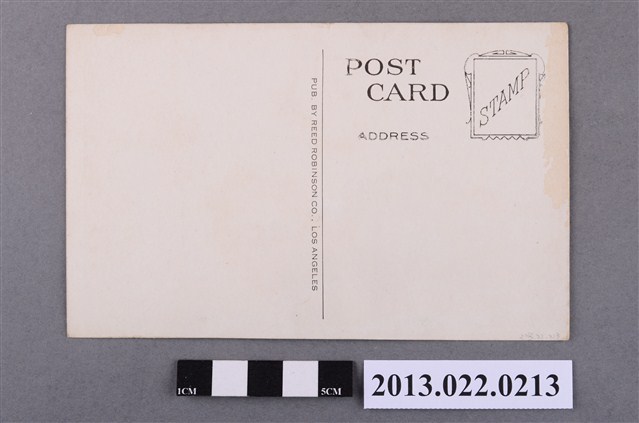 POST
CARD
STAMP
ADDRESS
PUB. BY REED ROBINSON CO., LOS ANGELES
1CM 5CM
2013.022.0213